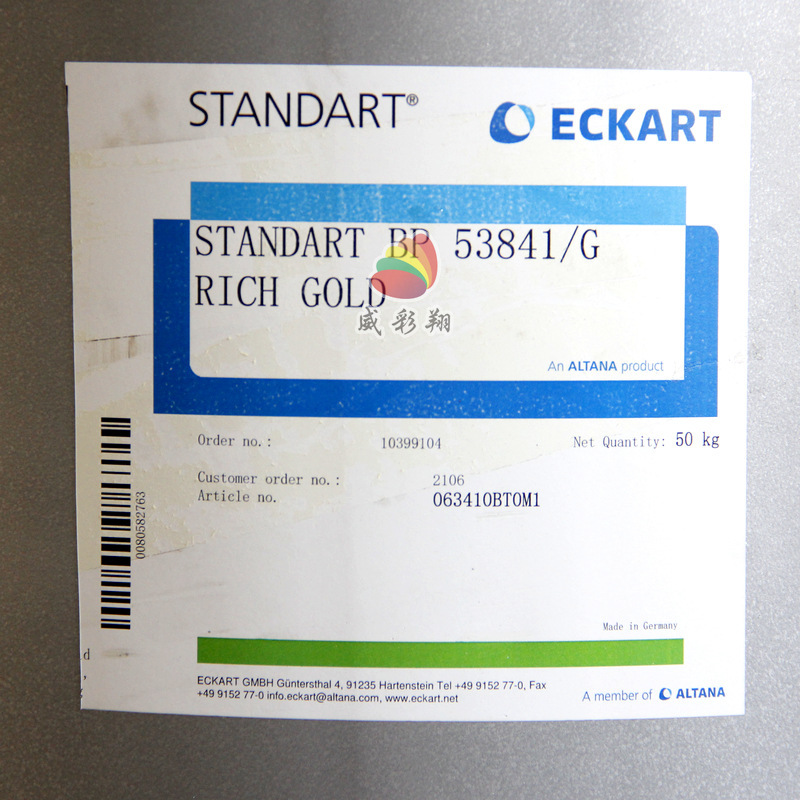 STANDART®
ECKART
STANDART BP 53841/G
RICH GOLD
威彩翔
An ALTANA product
Order no.: 10399104 Net Quantity: 50 kg
Customer order no.: 2106
Article no. 063410BT0M1
0080582763
Made in Germany
d
ECKART GMBH Güntersthal 4, 91235 Hartenstein Tel +49 9152 77-0, Fax
+49 9152 77-0 info.eckart@altana.com, www.eckart.net
A member of ALTANA